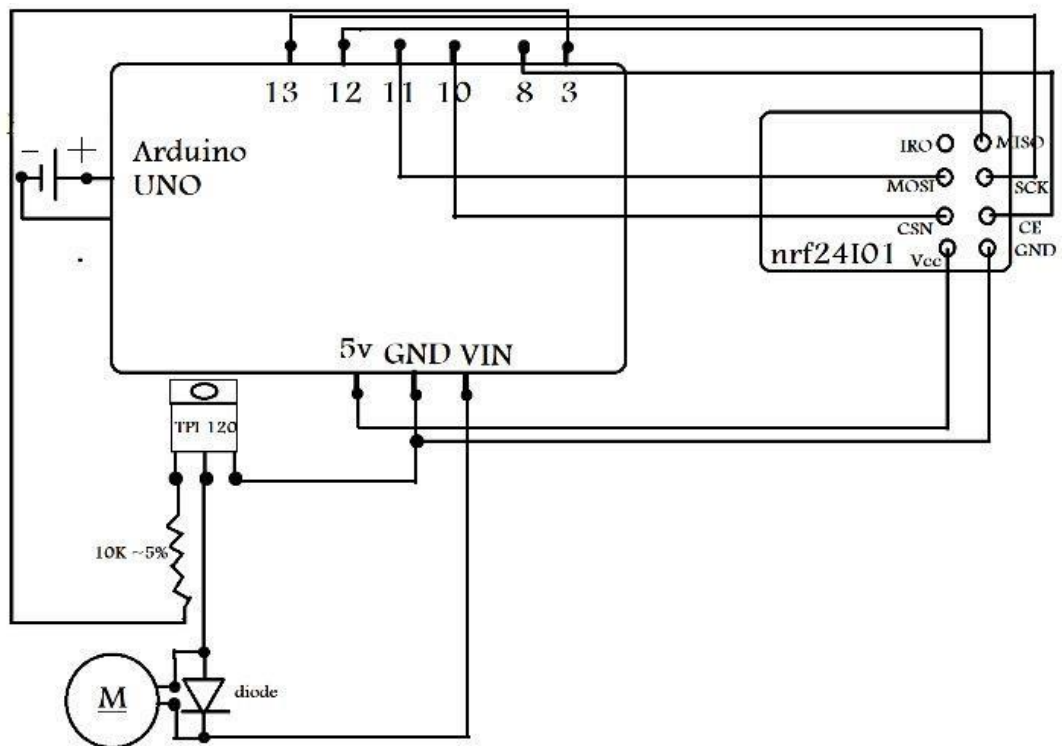 13 12 11 10 8 3
- +
Arduino
UNO
IRO MISO
MOSI SCK
CSN CE
nrf24I01 Vcc GND
5v GND VIN
TPI 120
10K ~5%
M
diode